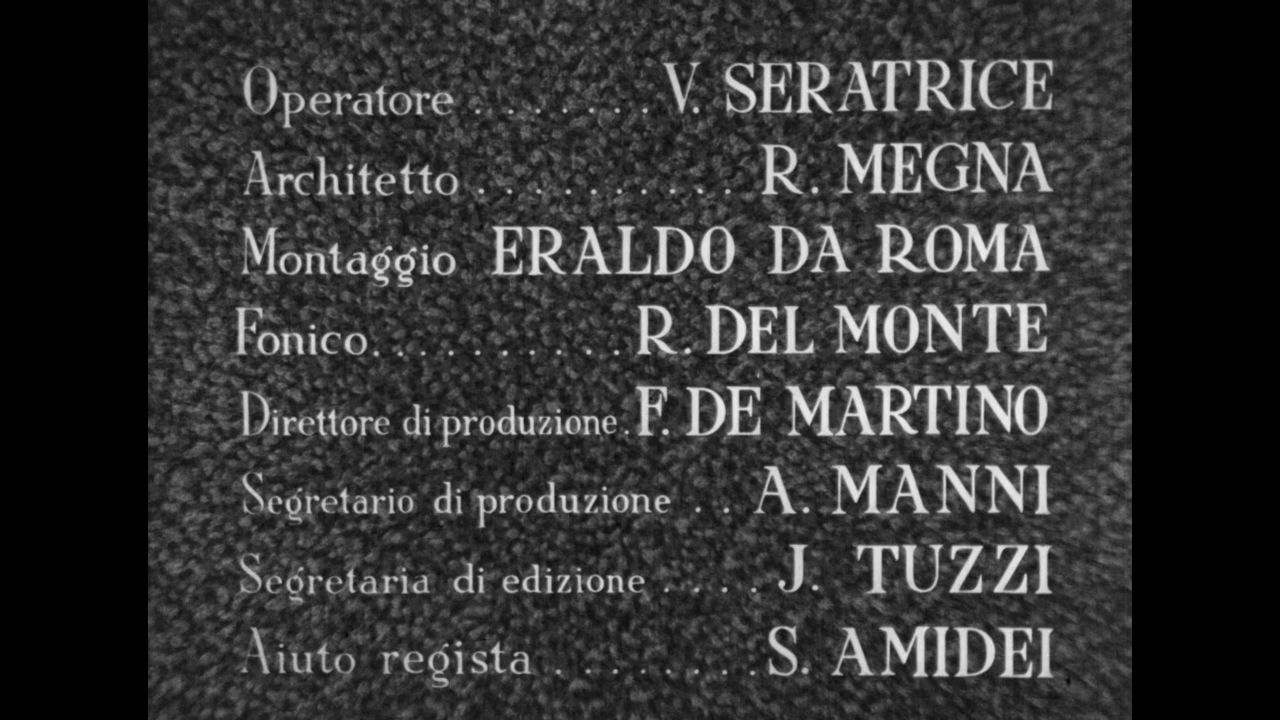 Operatore . . . . . . . V. SERATRICE
Architetto . . . . . . . . . . R. MEGNA
Montaggio ERALDO DA ROMA
Fonico. . . . . . . . . . R. DEL MONTE
Direttore di produzione . F. DE MARTINO
Segretario di produzione . . A. MANNI
Segretaria di edizione . . . . J. TUZZI
Aiuto regista . . . . . . . . S. AMIDEI